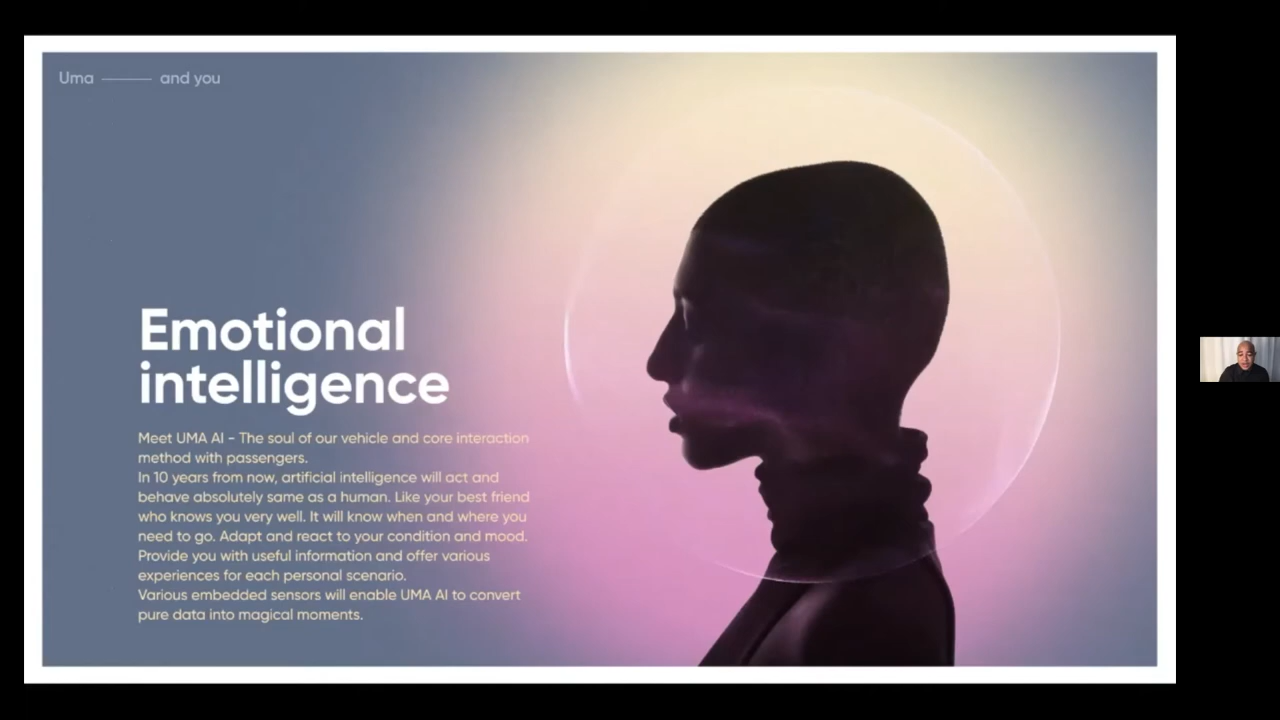 Uma —— and you
Emotional
intelligence
Meet UMA AI - The soul of our vehicle and core interaction
method with passengers.
In 10 years from now, artificial intelligence will act and
behave absolutely same as a human. Like your best friend
who knows you very well. It will know when and where you
need to go. Adapt and react to your condition and mood.
Provide you with useful information and offer various
experiences for each personal scenario.
Various embedded sensors will enable UMA AI to convert
pure data into magical moments.